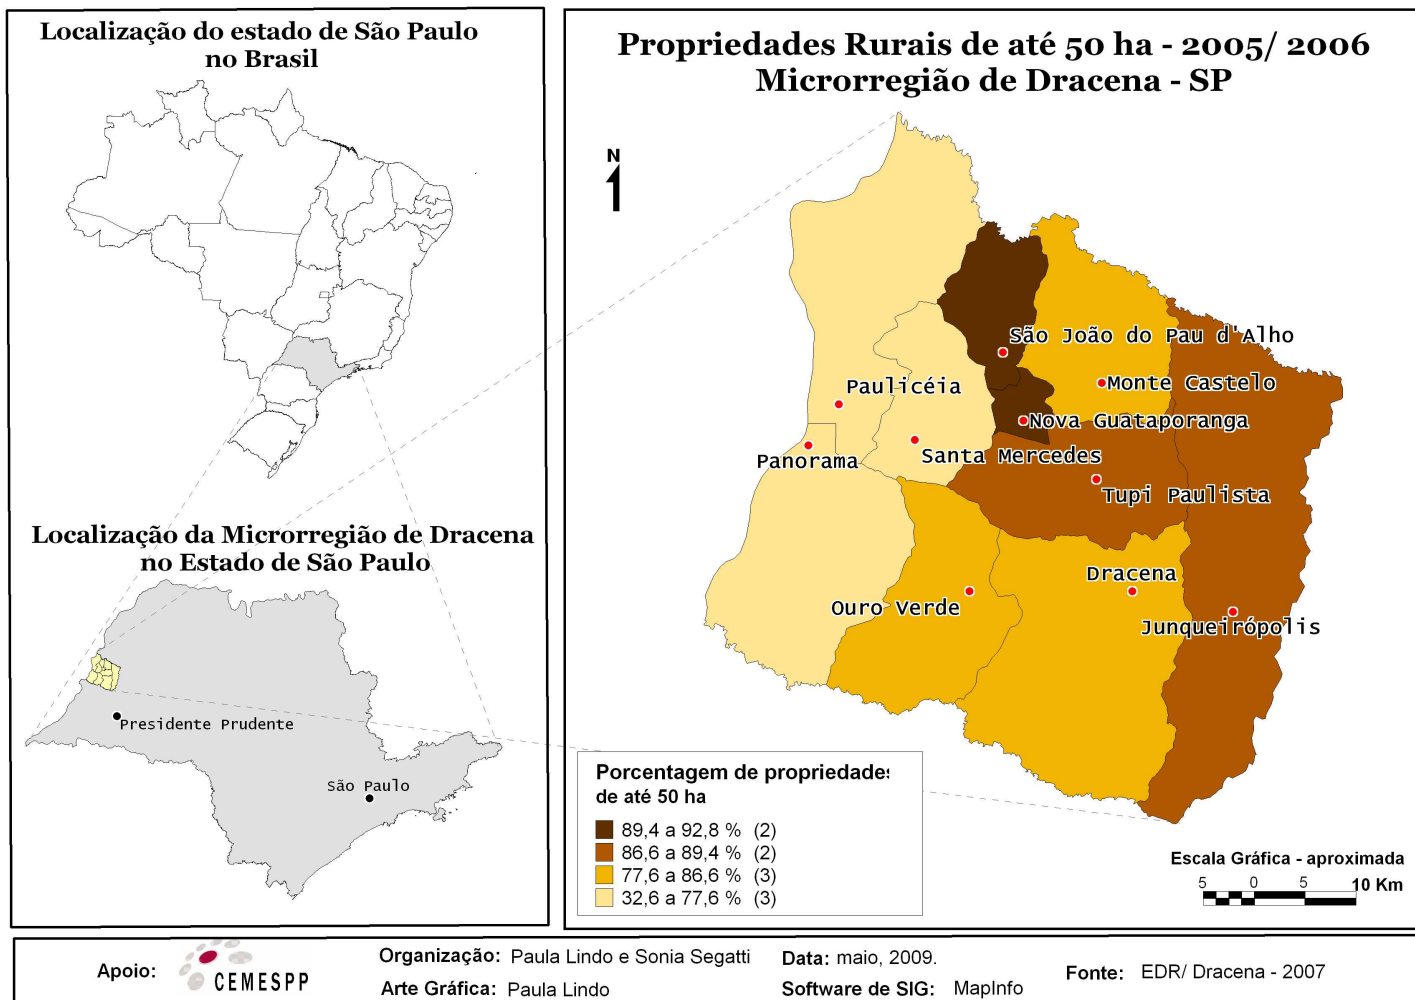 Localização do estado de São Paulo
no Brasil
Localização da Microrregião de Dracena
no Estado de São Paulo
Presidente Prudente
São Paulo
Propriedades Rurais de até 50 ha - 2005/ 2006
Microrregião de Dracena - SP
N
São João do Pau d'Alho
Monte Castelo
Paulicéia
Nova Guataporanga
Panorama
Santa Mercedes
Tupi Paulista
Dracena
Ouro Verde
Junqueirópolis
Porcentagem de propriedades
de até 50 ha
89,4 a 92,8 % (2)
86,6 a 89,4 % (2)
77,6 a 86,6 % (3)
32,6 a 77,6 % (3)
Escala Gráfica - aproximada
5 0 5 10 Km
Apoio: CEMESPP
Organização: Paula Lindo e Sonia Segatti
Arte Gráfica: Paula Lindo
Data: maio, 2009.
Software de SIG: MapInfo
Fonte: EDR/ Dracena - 2007